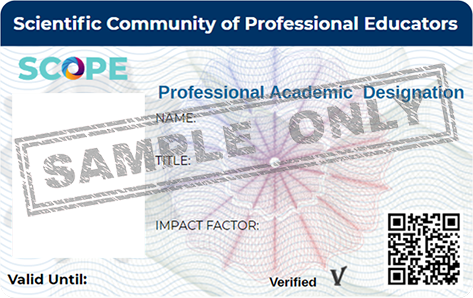 Scientific Community of Professional Educators
SCOPE
Professional Academic Designation
NAME:
SAMPLE ONLY
TITLE:
IMPACT FACTOR:
Valid Until:
Verified V